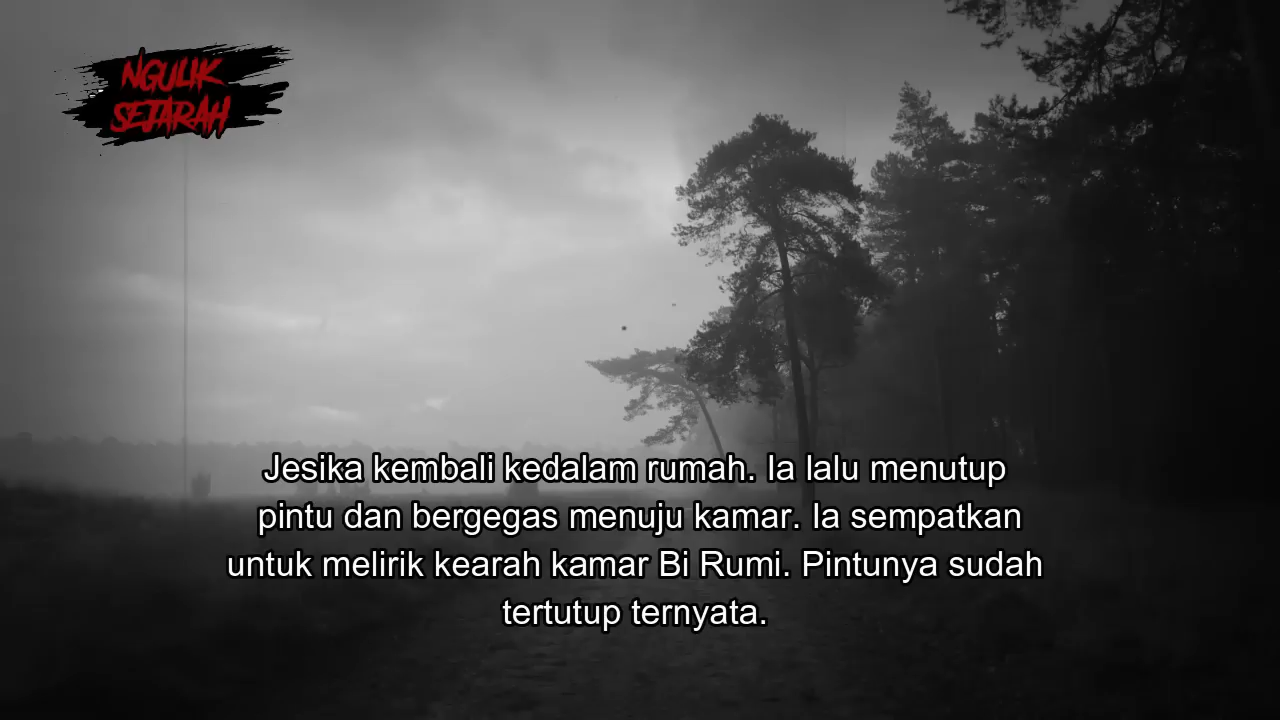 NGULIK
SEJARAH
Jesika kembali kedalam rumah. Ia lalu menutup
pintu dan bergegas menuju kamar. Ia sempatkan
untuk melirik kearah kamar Bi Rumi. Pintunya sudah
tertutup ternyata.